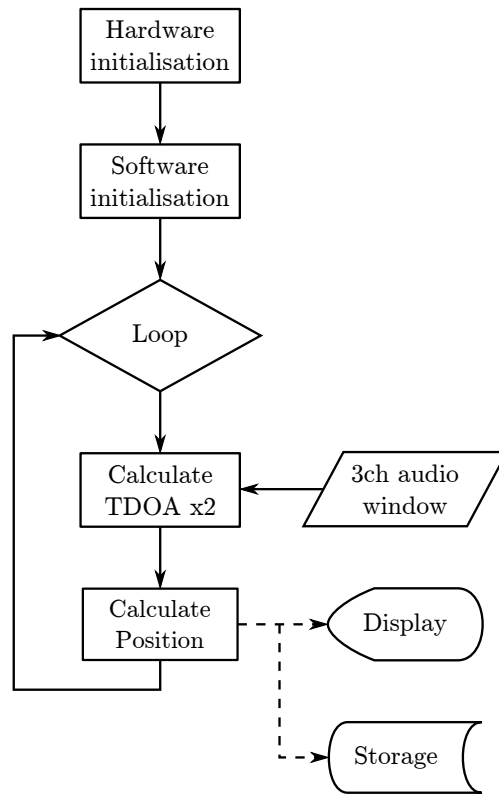 Hardware
initialisation
Software
initialisation
Loop
Calculate
TDOA x2
3ch audio
window
Calculate
Position
Display
Storage